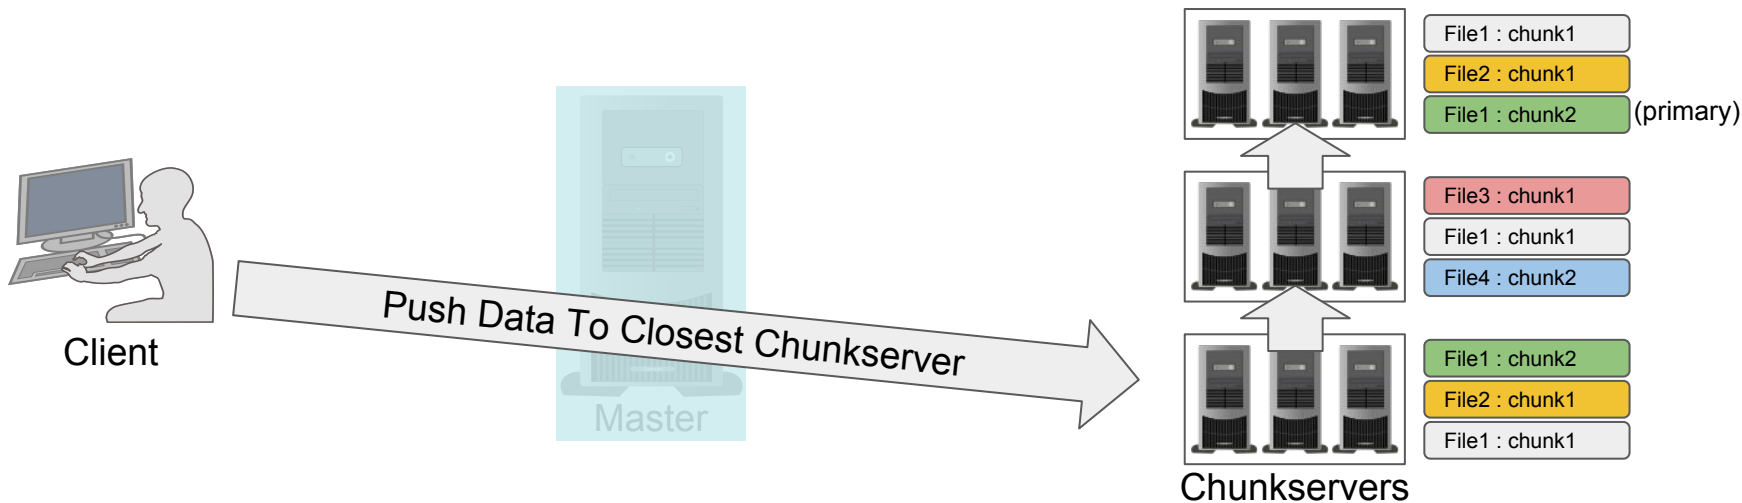 File1 : chunk1
File2 : chunk1
File1 : chunk2 (primary)
File3 : chunk1
File1 : chunk1
File4 : chunk2
Push Data To Closest Chunkserver
Client
Master
File1 : chunk2
File2 : chunk1
File1 : chunk1
Chunkservers